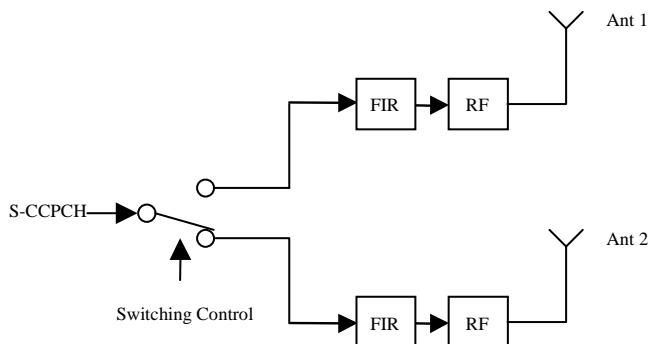 Ant 1
FIR
RF
S-CCPCH
Ant 2
Switching Control
FIR
RF